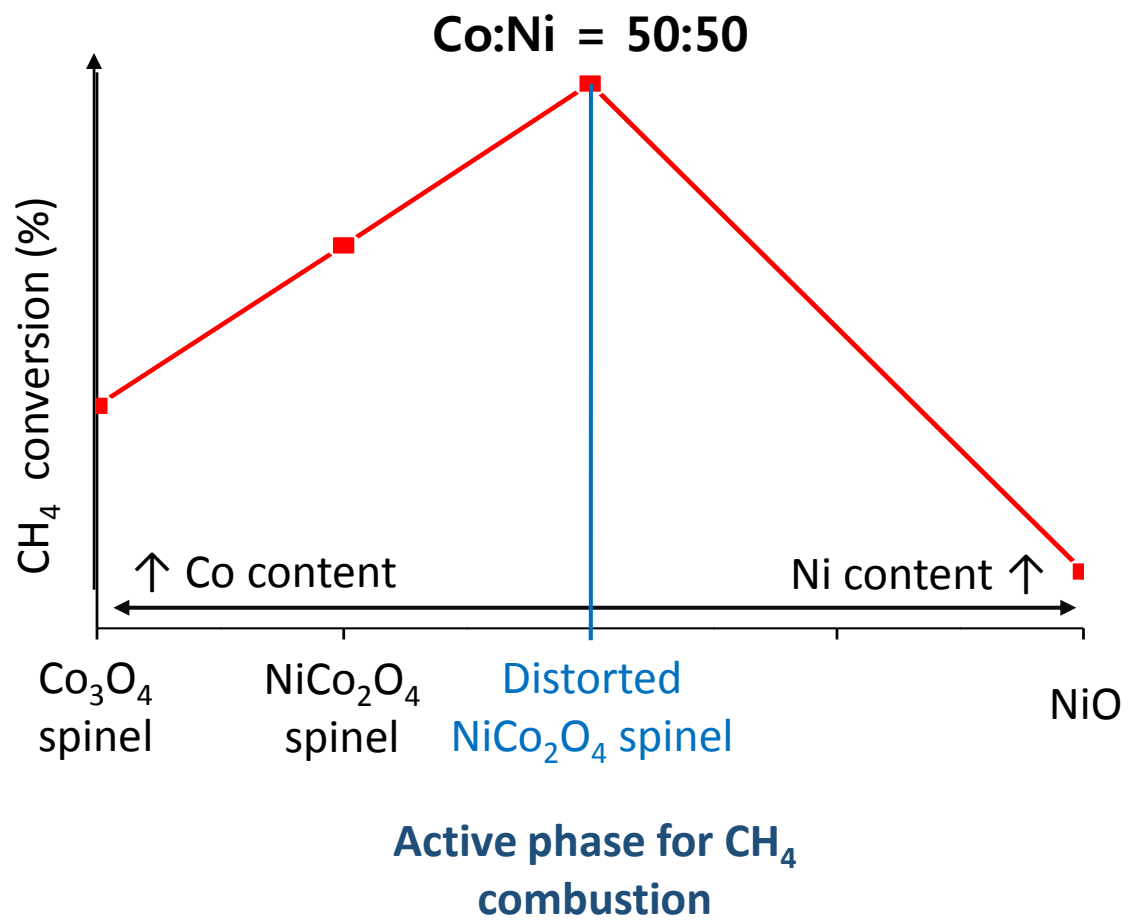 Co:Ni = 50:50
CH₄ conversion (%)
↑ Co content
Ni content ↑
Co₃O₄
spinel
NiCo₂O₄
spinel
Distorted
NiCo₂O₄ spinel
NiO
Active phase for CH₄
combustion